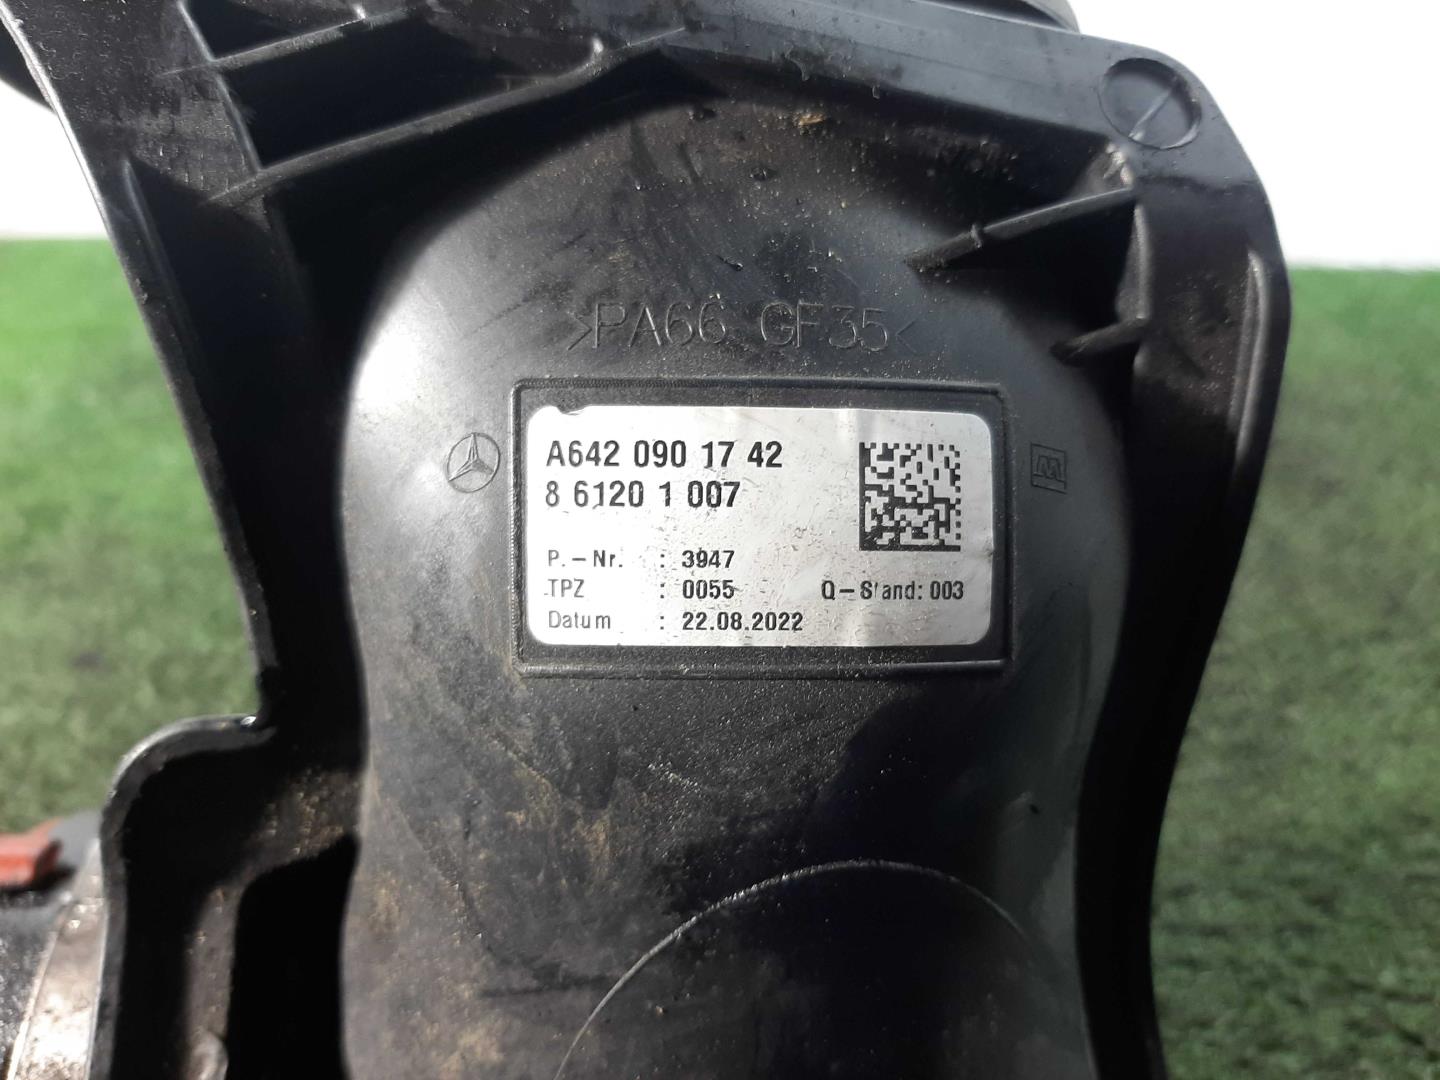 >PA66 GF35<
A642 090 17 42
8 6120 1 007
P.-Nr. : 3947
TPZ : 0055 Q-Stand: 003
Datum : 22.08.2022